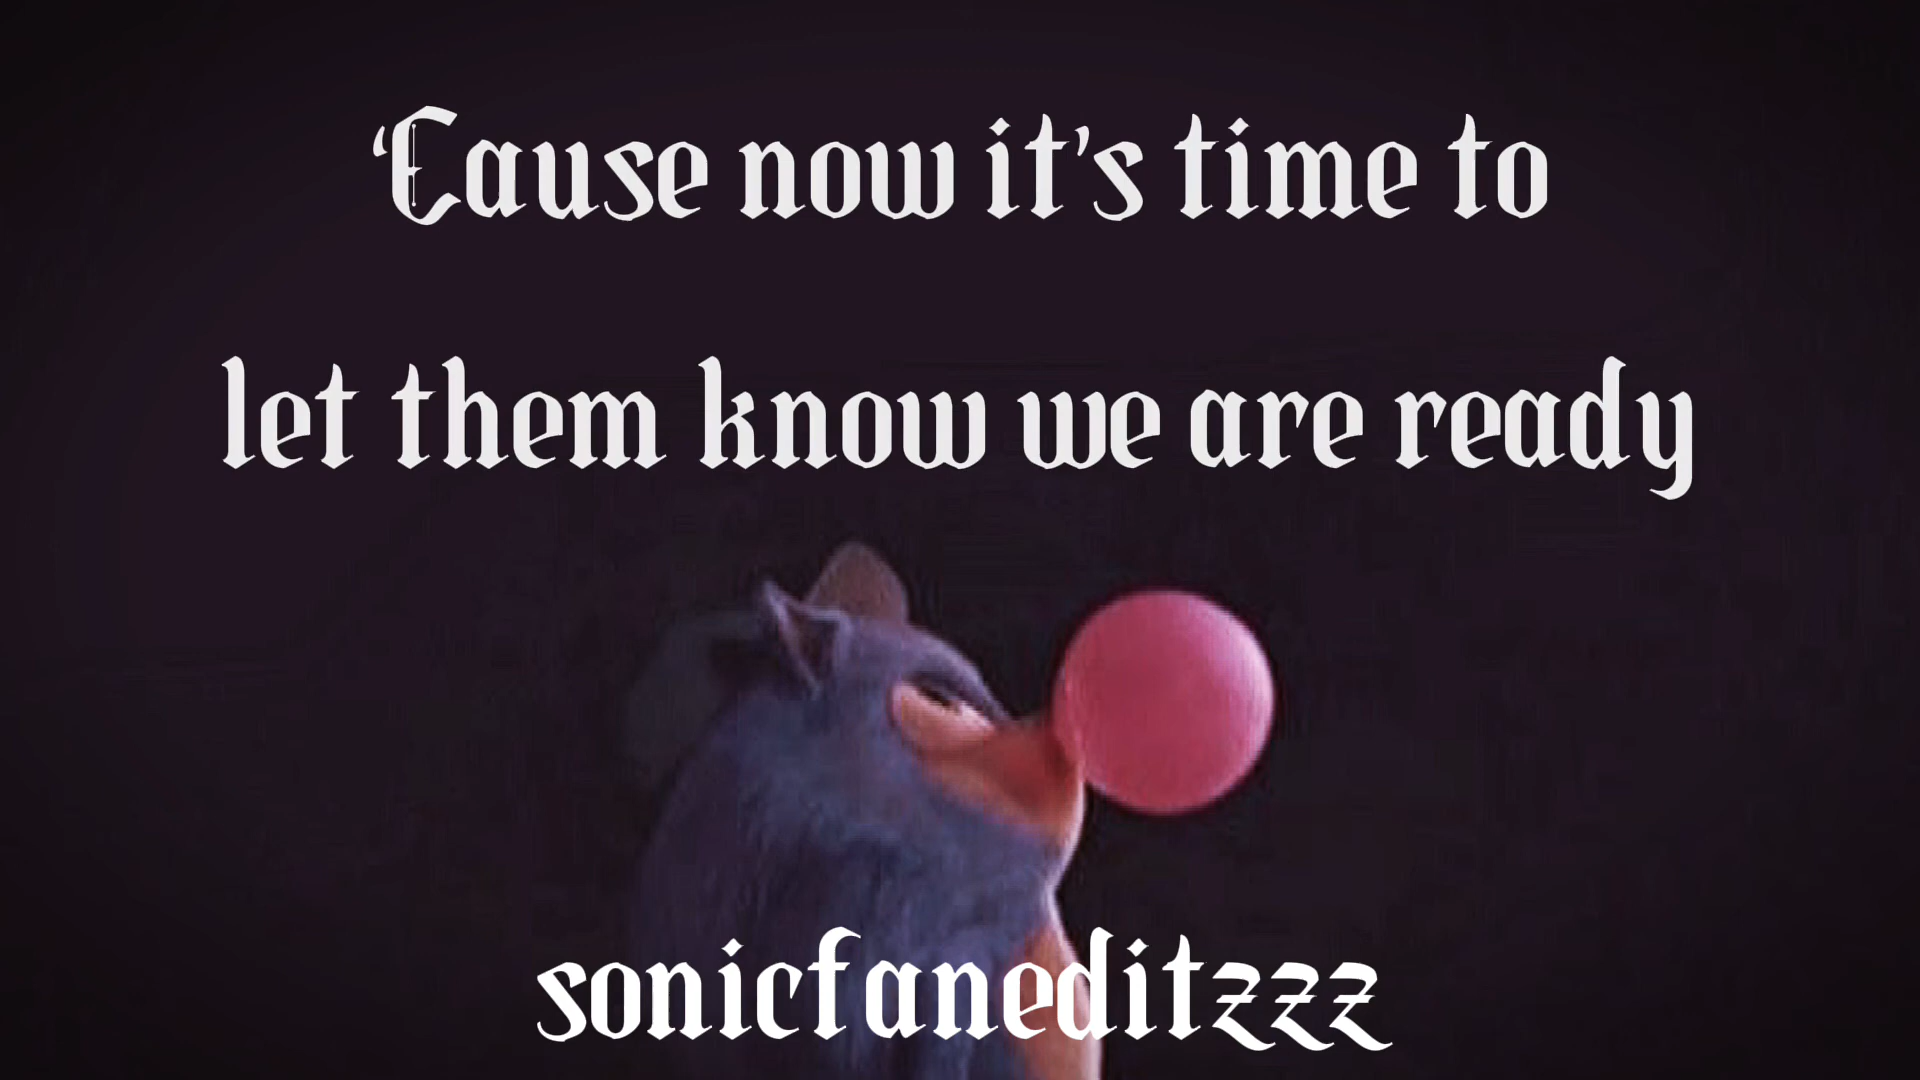 ‘Cause now it’s time to
let them know we are ready
sonicfaneditzzz